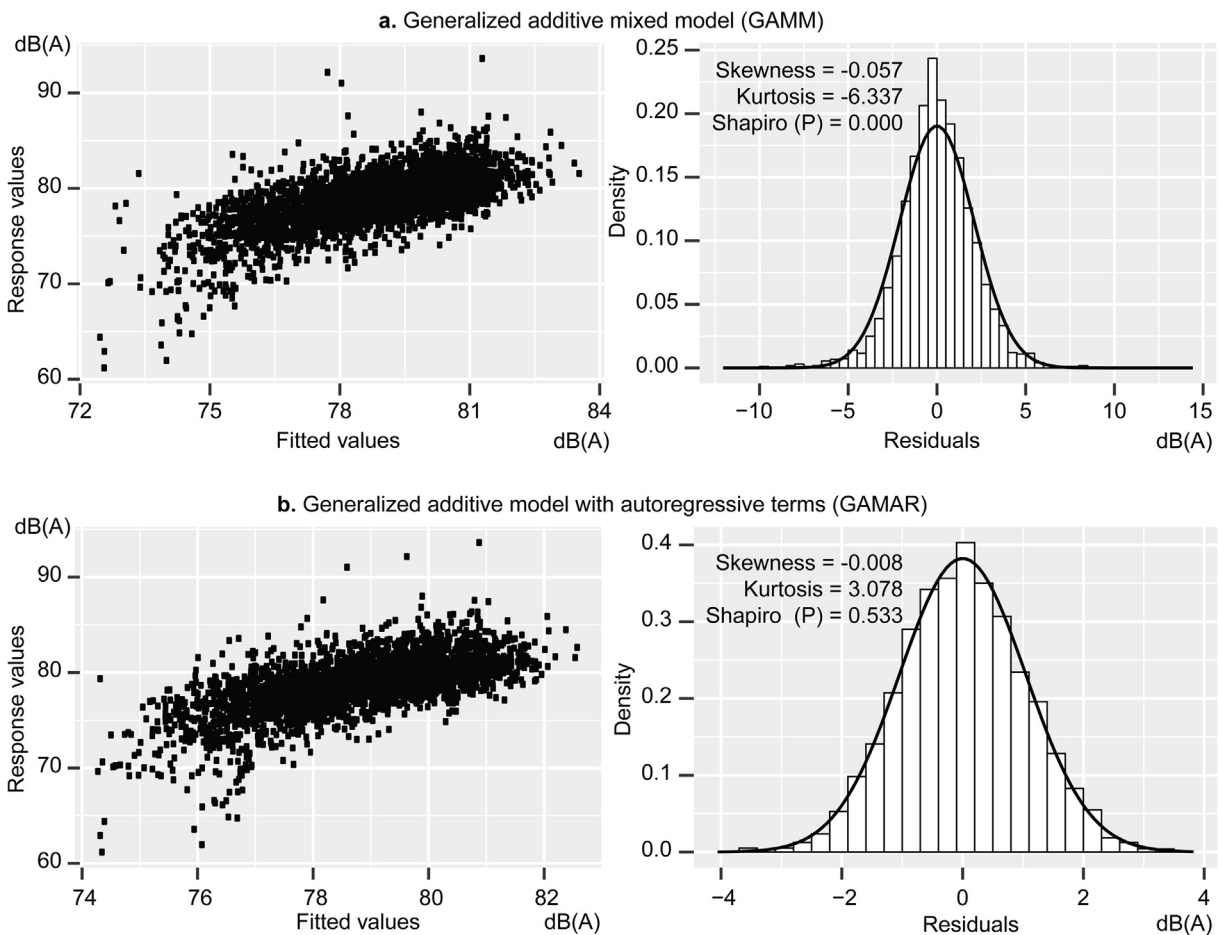 a. Generalized additive mixed model (GAMM)
dB(A)
Response values
90
80
70
60
72
75
78
81
84
Fitted values
dB(A)
Skewness = -0.057
Kurtosis = -6.337
Shapiro (P) = 0.000
Density
0.25
0.20
0.15
0.10
0.05
0.00
−10
−5
0
5
10
15
Residuals
dB(A)
b. Generalized additive model with autoregressive terms (GAMAR)
dB(A)
Response values
90
80
70
60
74
76
78
80
82
Fitted values
dB(A)
Skewness = -0.008
Kurtosis = 3.078
Shapiro (P) = 0.533
Density
0.4
0.3
0.2
0.1
0.0
−4
−2
0
2
4
Residuals
dB(A)